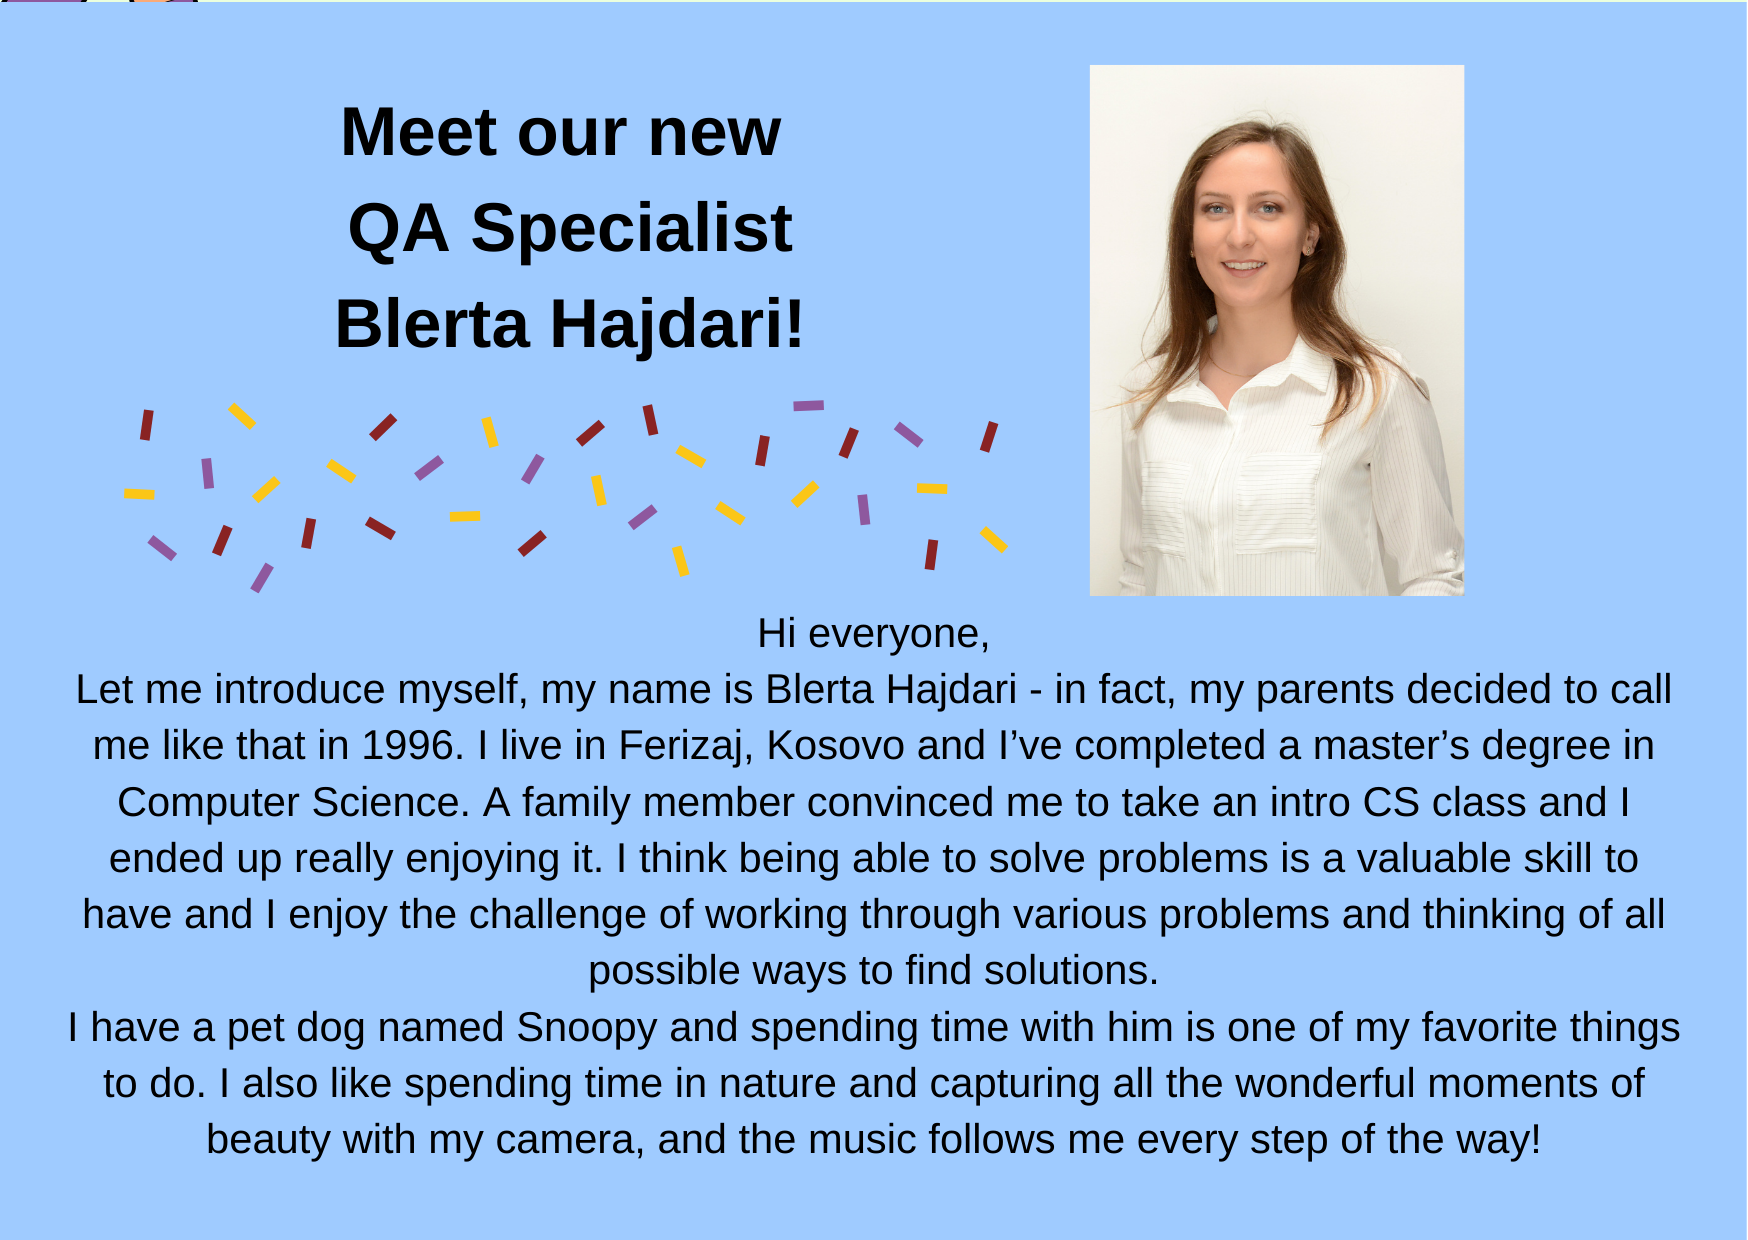 Meet our new
QA Specialist
Blerta Hajdari!
Hi everyone,
Let me introduce myself, my name is Blerta Hajdari - in fact, my parents decided to call
me like that in 1996. I live in Ferizaj, Kosovo and I’ve completed a master’s degree in
Computer Science. A family member convinced me to take an intro CS class and I
ended up really enjoying it. I think being able to solve problems is a valuable skill to
have and I enjoy the challenge of working through various problems and thinking of all
possible ways to find solutions.
I have a pet dog named Snoopy and spending time with him is one of my favorite things
to do. I also like spending time in nature and capturing all the wonderful moments of
beauty with my camera, and the music follows me every step of the way!